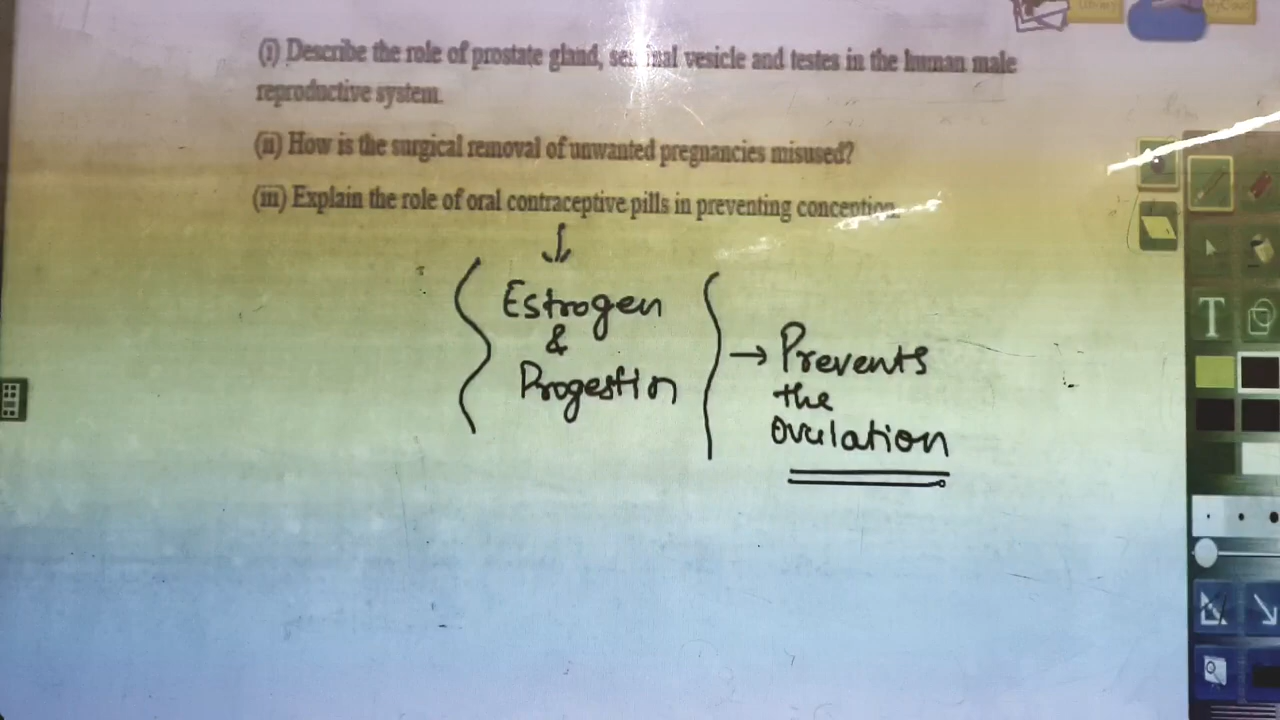 (i) Describe the role of prostate gland, seminal vesicle and testes in the human male
reproductive system.
(ii) How is the surgical removal of unwanted pregnancies misused?
(iii) Explain the role of oral contraceptive pills in preventing conception.
Estrogen
&
Progestin
→ Prevents
the
ovulation
T